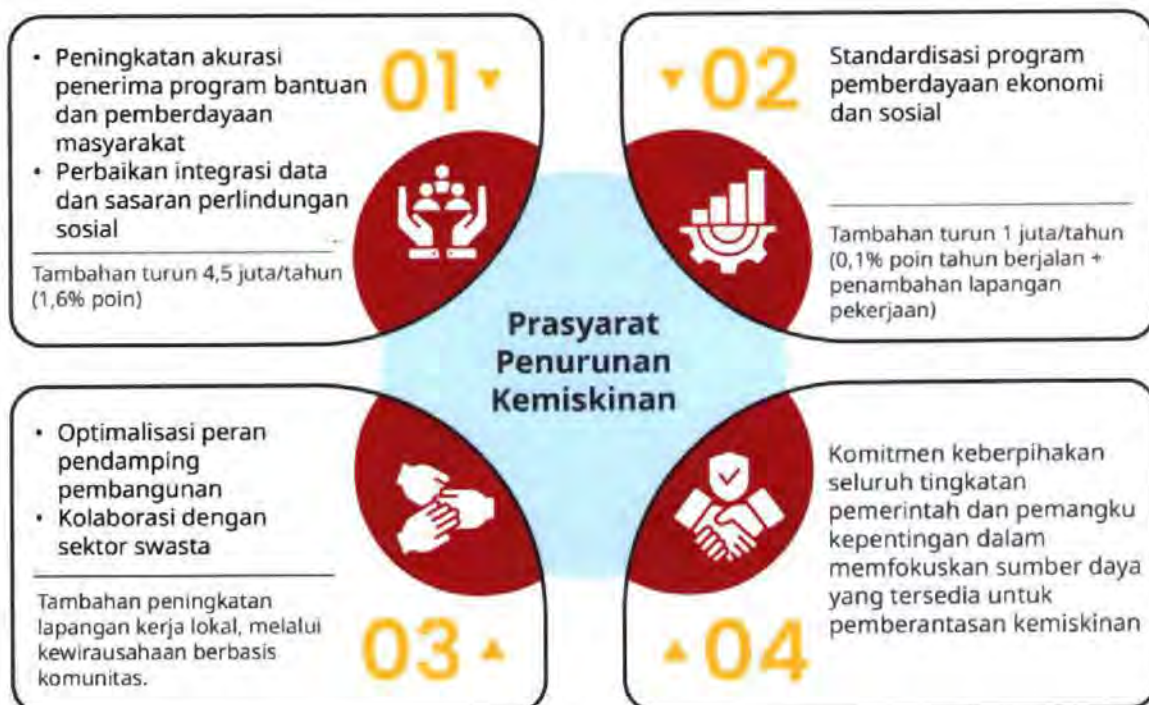 • Peningkatan akurasi
penerima program bantuan
dan pemberdayaan
masyarakat
• Perbaikan integrasi data
dan sasaran perlindungan
sosial
Tambahan turun 4,5 juta/tahun
(1,6% poin)
01
02
Standardisasi program
pemberdayaan ekonomi
dan sosial
Tambahan turun 1 juta/tahun
(0,1% poin tahun berjalan +
penambahan lapangan
pekerjaan)
Prasyarat
Penurunan
Kemiskinan
• Optimalisasi peran
pendamping
pembangunan
• Kolaborasi dengan
sektor swasta
Tambahan peningkatan
lapangan kerja lokal, melalui
kewirausahaan berbasis
komunitas.
03
04
Komitmen keberpihakan
seluruh tingkatan
pemerintah dan pemangku
kepentingan dalam
memfokuskan sumber daya
yang tersedia untuk
pemberantasan kemiskinan